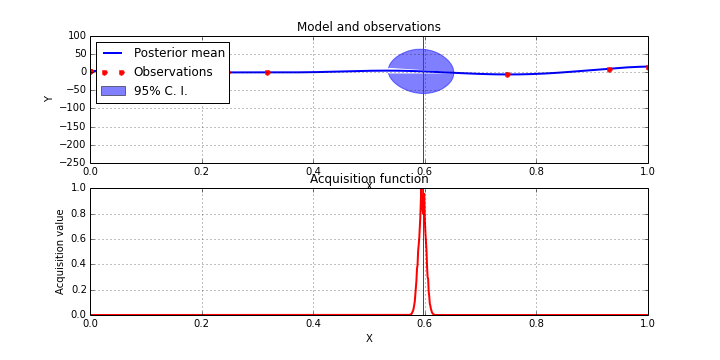 Model and observations
100
50
0
−50
−100
−150
−200
−250
Y
Posterior mean
Observations
95% C. I.
0.0 0.2 0.4 0.6 0.8 1.0
X
Acquisition function
1.0
0.8
0.6
0.4
0.2
0.0
Acquisition value
0.0 0.2 0.4 0.6 0.8 1.0
X